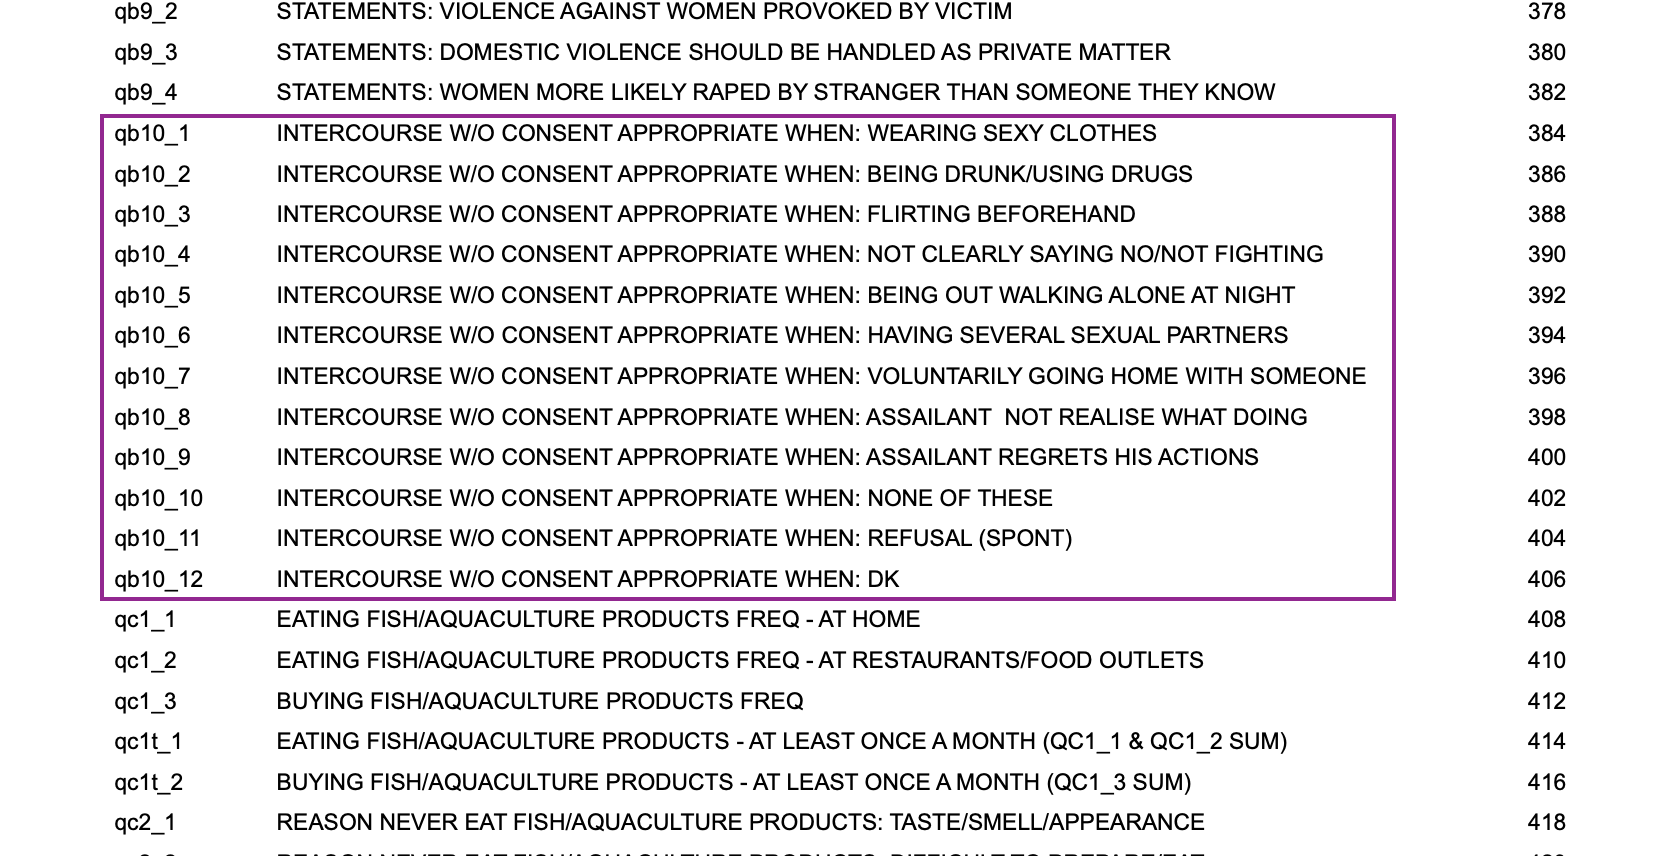 qb9_2 STATEMENTS: VIOLENCE AGAINST WOMEN PROVOKED BY VICTIM 378
qb9_3 STATEMENTS: DOMESTIC VIOLENCE SHOULD BE HANDLED AS PRIVATE MATTER 380
qb9_4 STATEMENTS: WOMEN MORE LIKELY RAPED BY STRANGER THAN SOMEONE THEY KNOW 382
qb10_1 INTERCOURSE W/O CONSENT APPROPRIATE WHEN: WEARING SEXY CLOTHES 384
qb10_2 INTERCOURSE W/O CONSENT APPROPRIATE WHEN: BEING DRUNK/USING DRUGS 386
qb10_3 INTERCOURSE W/O CONSENT APPROPRIATE WHEN: FLIRTING BEFOREHAND 388
qb10_4 INTERCOURSE W/O CONSENT APPROPRIATE WHEN: NOT CLEARLY SAYING NO/NOT FIGHTING 390
qb10_5 INTERCOURSE W/O CONSENT APPROPRIATE WHEN: BEING OUT WALKING ALONE AT NIGHT 392
qb10_6 INTERCOURSE W/O CONSENT APPROPRIATE WHEN: HAVING SEVERAL SEXUAL PARTNERS 394
qb10_7 INTERCOURSE W/O CONSENT APPROPRIATE WHEN: VOLUNTARILY GOING HOME WITH SOMEONE 396
qb10_8 INTERCOURSE W/O CONSENT APPROPRIATE WHEN: ASSAILANT  NOT REALISE WHAT DOING 398
qb10_9 INTERCOURSE W/O CONSENT APPROPRIATE WHEN: ASSAILANT REGRETS HIS ACTIONS 400
qb10_10 INTERCOURSE W/O CONSENT APPROPRIATE WHEN: NONE OF THESE 402
qb10_11 INTERCOURSE W/O CONSENT APPROPRIATE WHEN: REFUSAL (SPONT) 404
qb10_12 INTERCOURSE W/O CONSENT APPROPRIATE WHEN: DK 406
qc1_1 EATING FISH/AQUACULTURE PRODUCTS FREQ - AT HOME 408
qc1_2 EATING FISH/AQUACULTURE PRODUCTS FREQ - AT RESTAURANTS/FOOD OUTLETS 410
qc1_3 BUYING FISH/AQUACULTURE PRODUCTS FREQ 412
qc1t_1 EATING FISH/AQUACULTURE PRODUCTS - AT LEAST ONCE A MONTH (QC1_1 & QC1_2 SUM) 414
qc1t_2 BUYING FISH/AQUACULTURE PRODUCTS - AT LEAST ONCE A MONTH (QC1_3 SUM) 416
qc2_1 REASON NEVER EAT FISH/AQUACULTURE PRODUCTS: TASTE/SMELL/APPEARANCE 418